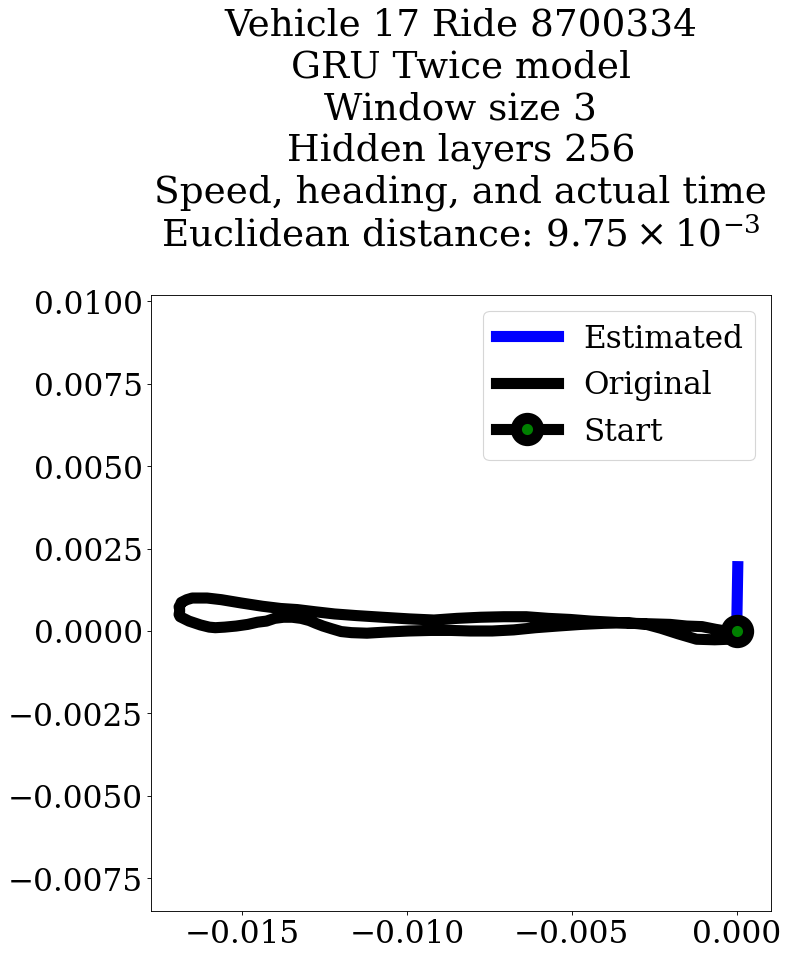 Vehicle 17 Ride 8700334
GRU Twice model
Window size 3
Hidden layers 256
Speed, heading, and actual time
Euclidean distance: 9.75 × 10⁻³
0.0100
0.0075
0.0050
0.0025
0.0000
−0.0025
−0.0050
−0.0075
Estimated
Original
Start
−0.015 −0.010 −0.005 0.000